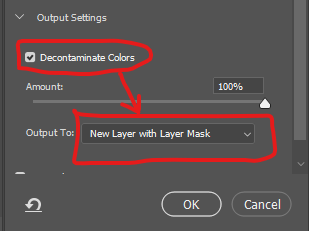 Output Settings
Decontaminate Colors
Amount: 100%
Output To: New Layer with Layer Mask
OK Cancel